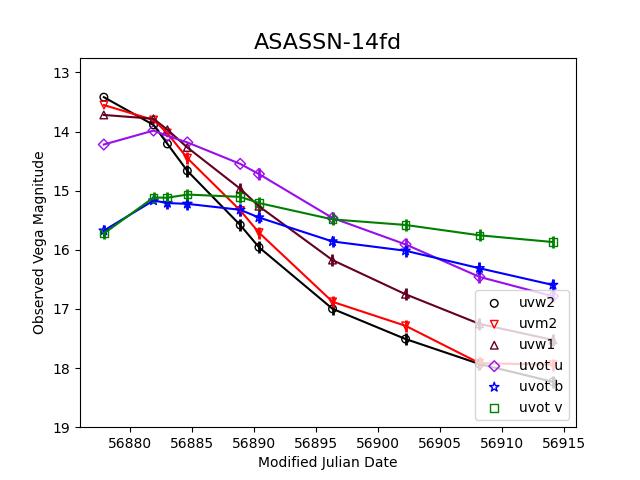 ASASSN-14fd
13
14
15
16
17
18
19
Observed Vega Magnitude
56880
56885
56890
56895
56900
56905
56910
56915
Modified Julian Date
uvw2
uvm2
uvw1
uvot u
uvot b
uvot v